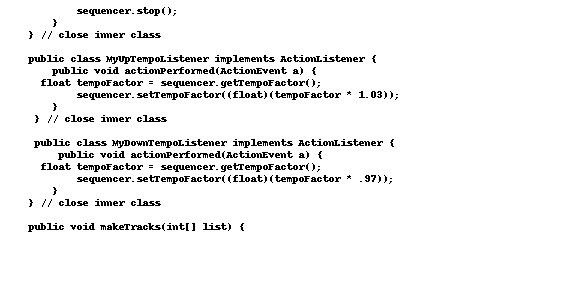 sequencer.stop();
}
} // close inner class
public class MyUpTempoListener implements ActionListener {
public void actionPerformed(ActionEvent a) {
float tempoFactor = sequencer.getTempoFactor();
sequencer.setTempoFactor((float)(tempoFactor * 1.03));
}
} // close inner class
public class MyDownTempoListener implements ActionListener {
public void actionPerformed(ActionEvent a) {
float tempoFactor = sequencer.getTempoFactor();
sequencer.setTempoFactor((float)(tempoFactor * .97));
}
} // close inner class
public void makeTracks(int[] list) {